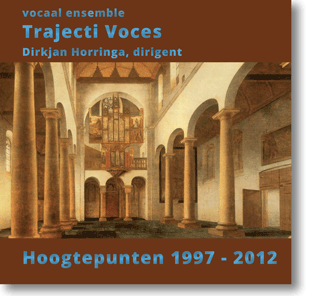 vocaal ensemble
Trajecti Voces
Dirkjan Horringa, dirigent
Hoogtepunten 1997 - 2012